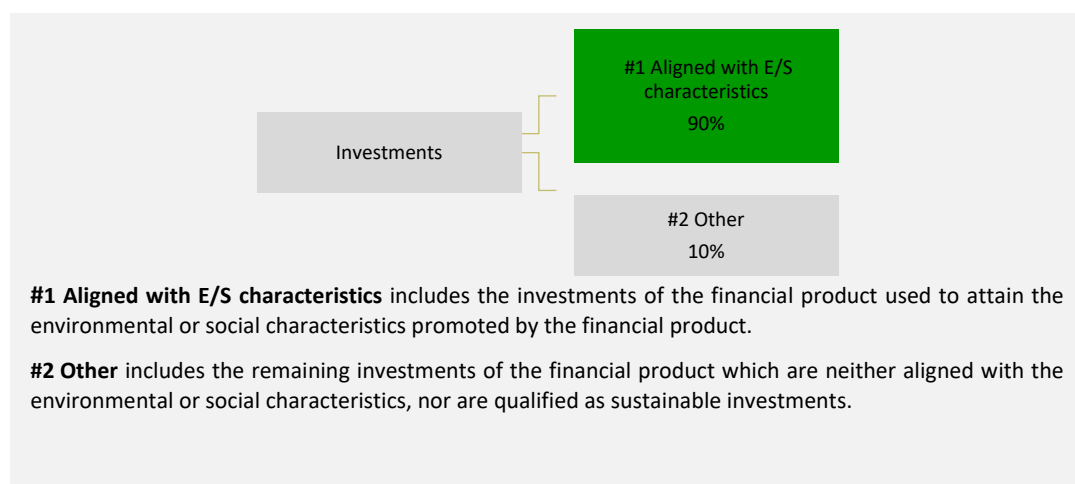 #1 Aligned with E/S
characteristics
90%
Investments
#2 Other
10%
#1 Aligned with E/S characteristics includes the investments of the financial product used to attain the
environmental or social characteristics promoted by the financial product.
#2 Other includes the remaining investments of the financial product which are neither aligned with the
environmental or social characteristics, nor are qualified as sustainable investments.